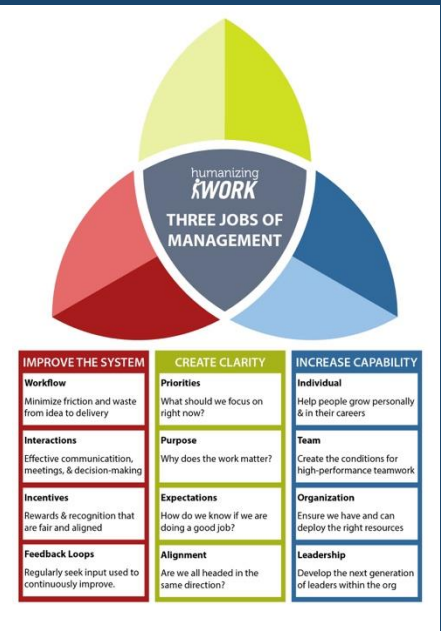 humanizing
WORK
THREE JOBS OF
MANAGEMENT
IMPROVE THE SYSTEM
Workflow
Minimize friction and waste
from idea to delivery
Interactions
Effective communicatition,
meetings, & decision-making
Incentives
Rewards & recognition that
are fair and aligned
Feedback Loops
Regularly seek input used to
continuously improve.
CREATE CLARITY
Priorities
What should we focus on
right now?
Purpose
Why does the work matter?
Expectations
How do we know if we are
doing a good job?
Alignment
Are we all headed in the
same direction?
INCREASE CAPABILITY
Individual
Help people grow personally
& in their careers
Team
Create the conditions for
high-performance teamwork
Organization
Ensure we have and can
deploy the right resources
Leadership
Develop the next generation
of leaders within the org